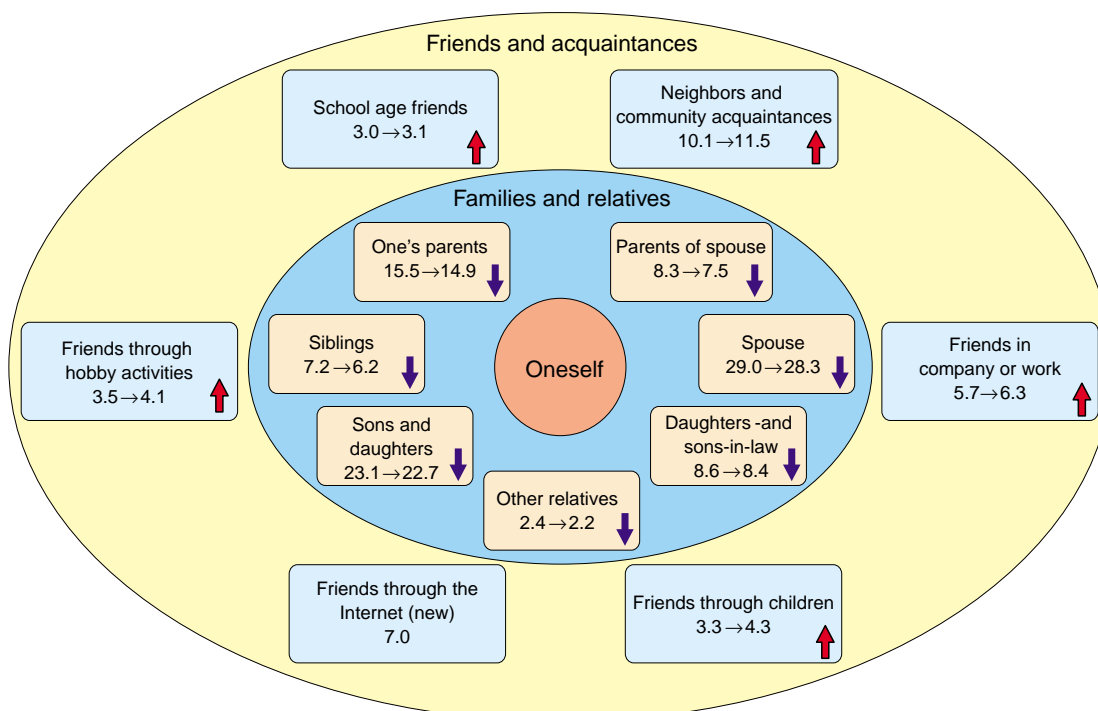 Friends and acquaintances
School age friends
3.0→3.1
Neighbors and
community acquaintances
10.1→11.5
Families and relatives
One's parents
15.5→14.9
Parents of spouse
8.3→7.5
Siblings
7.2→6.2
Oneself
Spouse
29.0→28.3
Friends through
hobby activities
3.5→4.1
Friends in
company or work
5.7→6.3
Sons and
daughters
23.1→22.7
Daughters -and
sons-in-law
8.6→8.4
Other relatives
2.4→2.2
Friends through the
Internet (new)
7.0
Friends through children
3.3→4.3